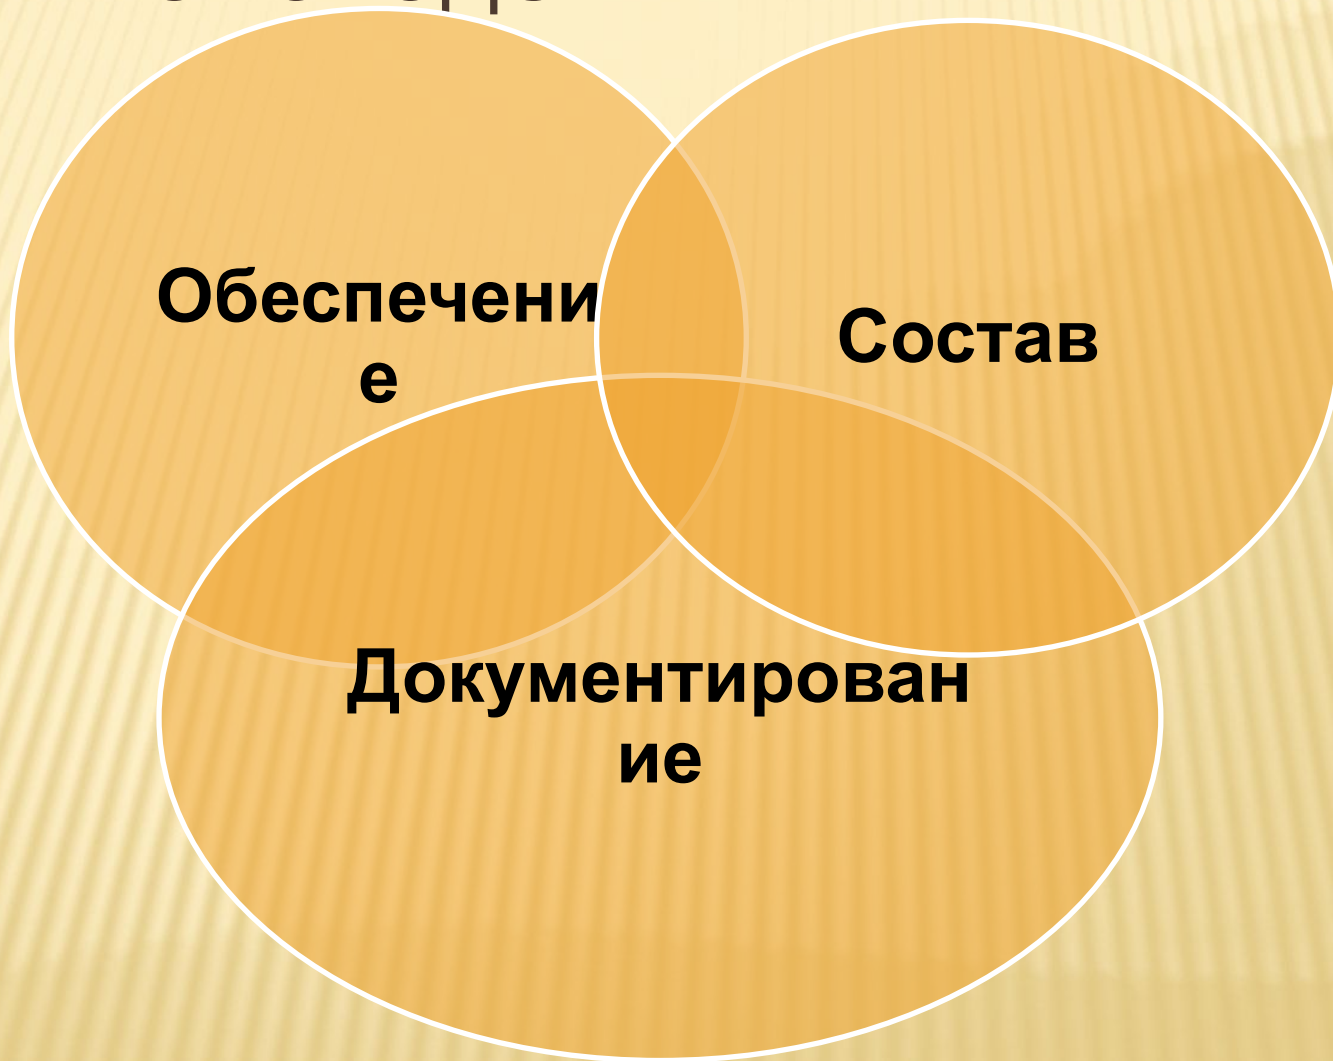 Обеспечени
е
Состав
Документирован
ие